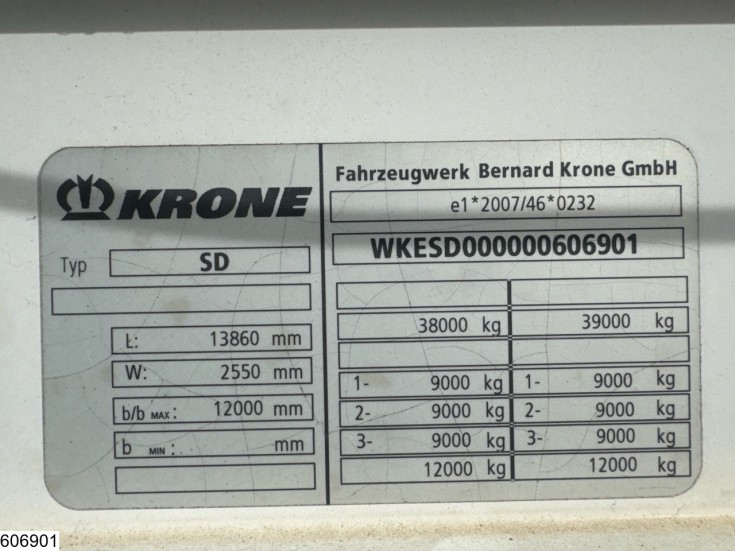 KRONE
Typ SD
L: 13860 mm
W: 2550 mm
b/b MAX: 12000 mm
b MIN: mm
Fahrzeugwerk Bernard Krone GmbH
e1*2007/46*0232
WKESD000000606901
38000 kg 39000 kg
1- 9000 kg 1- 9000 kg
2- 9000 kg 2- 9000 kg
3- 9000 kg 3- 9000 kg
12000 kg 12000 kg
606901